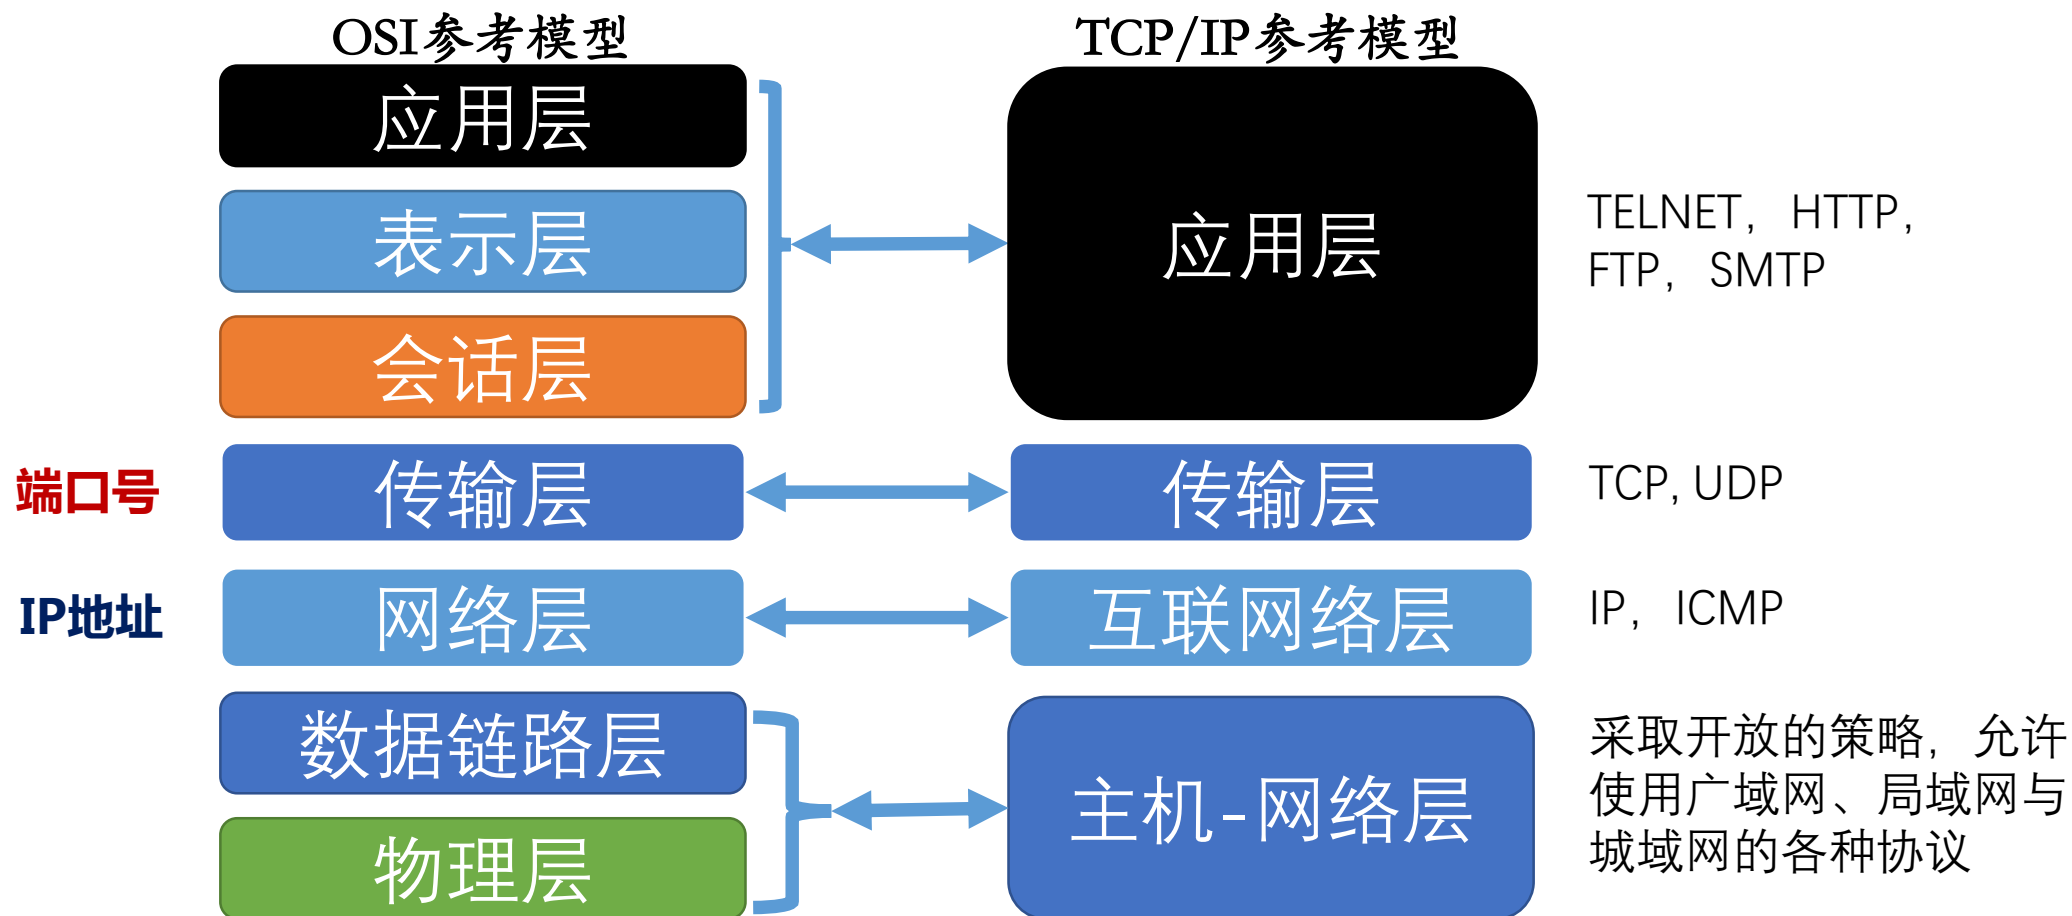 OSI参考模型
TCP/IP参考模型
应用层
表示层
会话层
应用层
TELNET，HTTP，
FTP，SMTP
端口号
传输层
传输层
TCP, UDP
IP地址
网络层
互联网络层
IP，ICMP
数据链路层
物理层
主机-网络层
采取开放的策略，允许
使用广域网、局域网与
城域网的各种协议